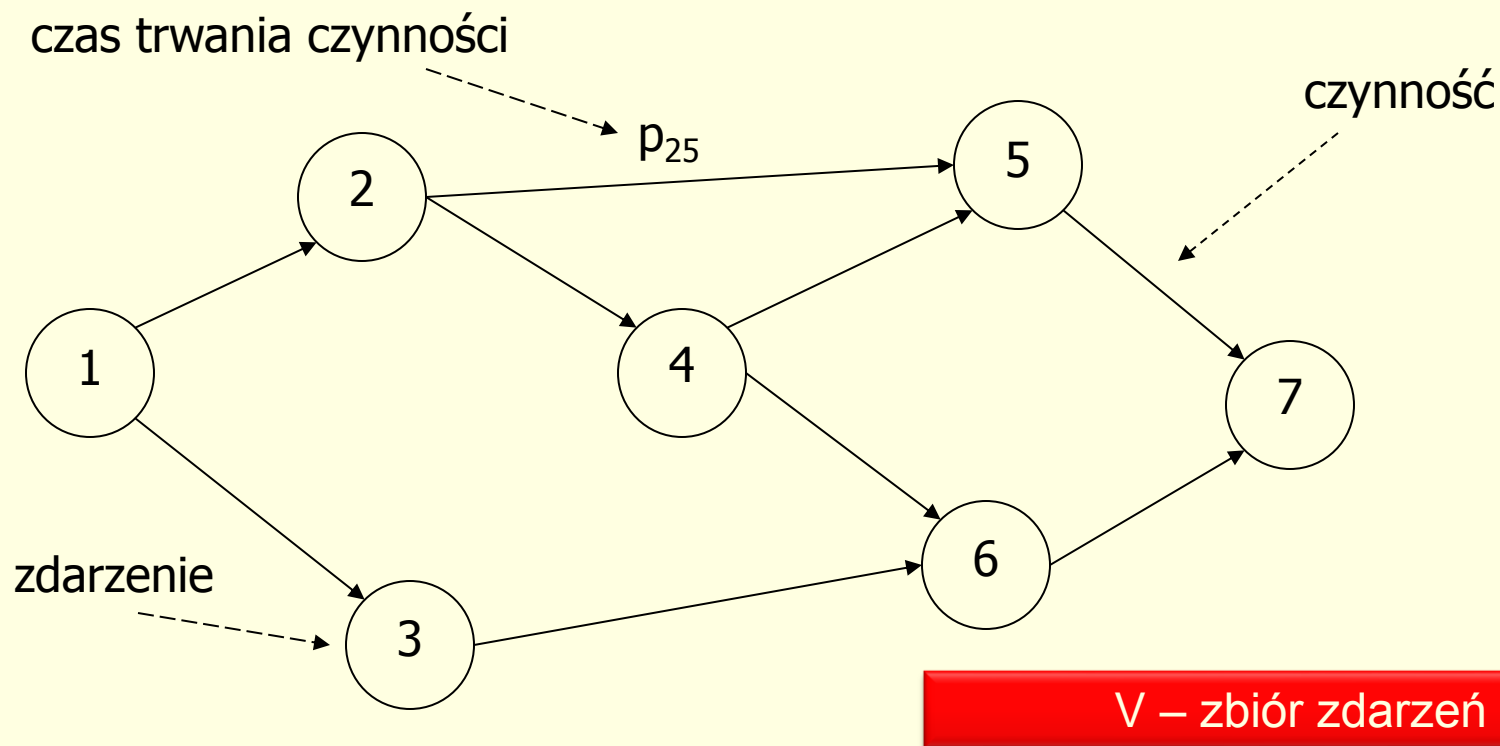 czas trwania czynności
czynność
p₂₅
5
2
1
4
7
6
zdarzenie
3
V – zbiór zdarzeń